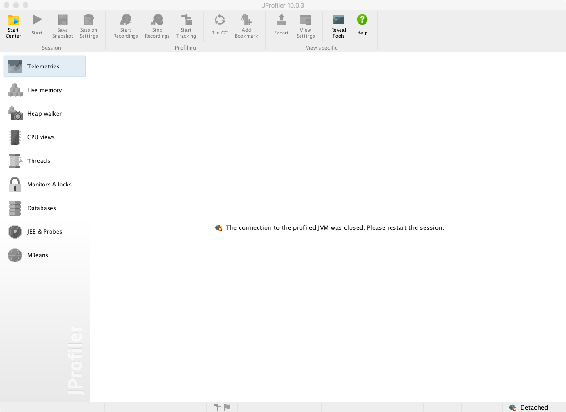 JProfiler 10.0.3
Start Center
Start
Save Snapshot
Session Settings
Start Recordings
Stop Recordings
Start Tracking
Run GC
Add Bookmark
Export
View Settings
Help
Session
Profiling
View specific
Telemetries
Live memory
Heap walker
CPU views
Threads
Monitors & locks
Databases
JEE & Probes
MBeans
The connection to the profiled JVM was closed. Please restart the session.
JProfiler
Detached